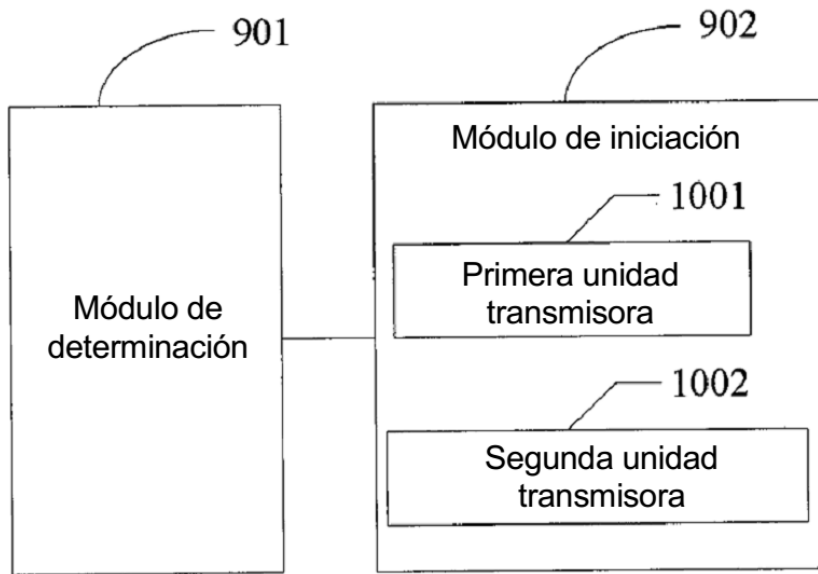 901
902
Módulo de iniciación
1001
Primera unidad
transmisora
Módulo de
determinación
1002
Segunda unidad
transmisora